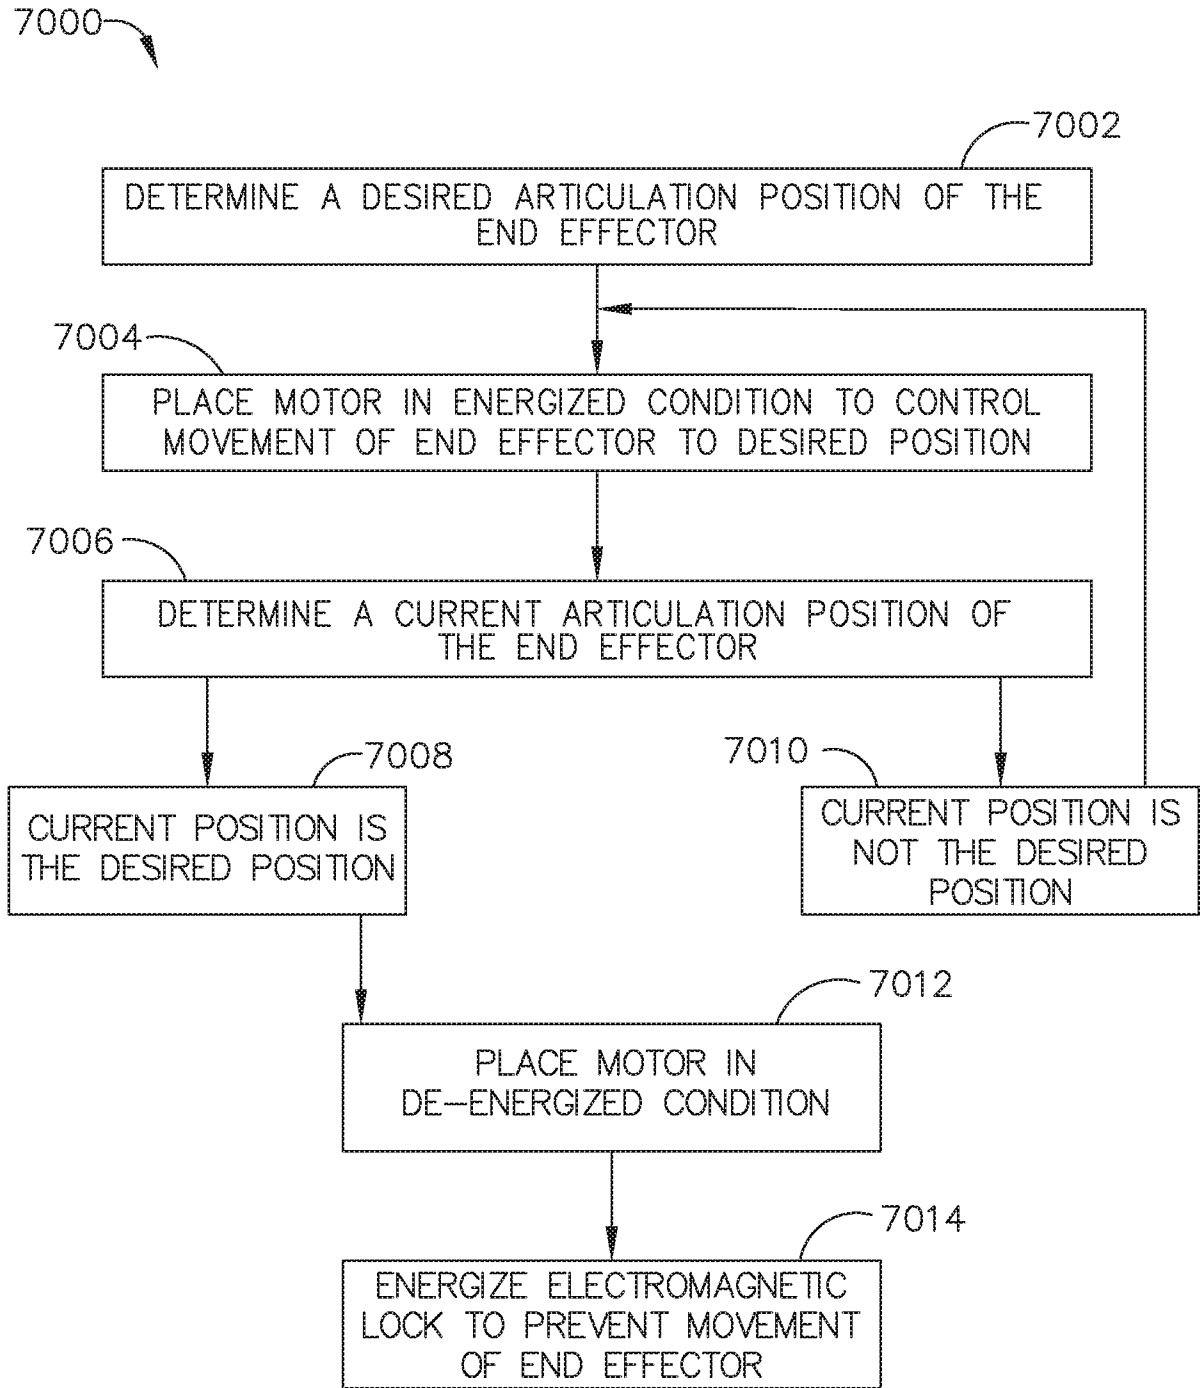 7000
7002
DETERMINE A DESIRED ARTICULATION POSITION OF THE
END EFFECTOR
7004
PLACE MOTOR IN ENERGIZED CONDITION TO CONTROL
MOVEMENT OF END EFFECTOR TO DESIRED POSITION
7006
DETERMINE A CURRENT ARTICULATION POSITION OF
THE END EFFECTOR
7008
CURRENT POSITION IS
THE DESIRED POSITION
7010
CURRENT POSITION IS
NOT THE DESIRED
POSITION
7012
PLACE MOTOR IN
DE-ENERGIZED CONDITION
7014
ENERGIZE ELECTROMAGNETIC
LOCK TO PREVENT MOVEMENT
OF END EFFECTOR